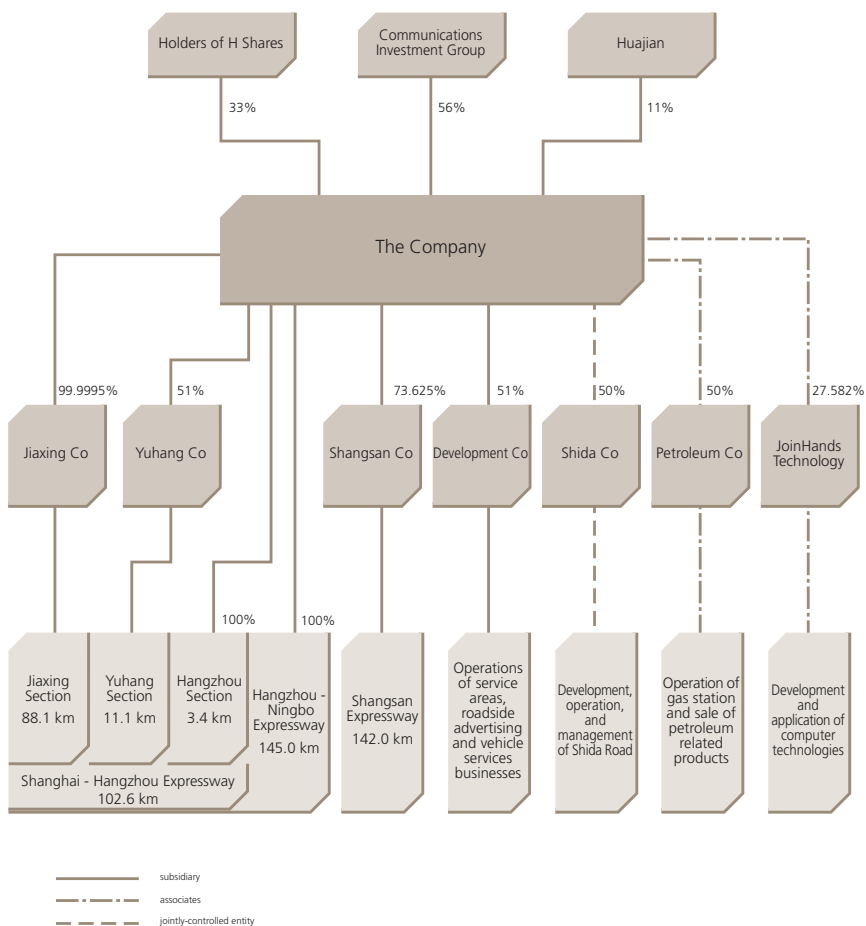 Holders of H Shares
Communications
Investment Group
Huajian
33%
56%
11%
The Company
99.9995%
51%
73.625%
51%
50%
50%
27.582%
Jiaxing Co
Yuhang Co
Shangsan Co
Development Co
Shida Co
Petroleum Co
JoinHands
Technology
100%
100%
Jiaxing
Section
88.1 km
Yuhang
Section
11.1 km
Hangzhou
Section
3.4 km
Hangzhou -
Ningbo
Expressway
145.0 km
Shanghai - Hangzhou Expressway
102.6 km
Shangsan
Expressway
142.0 km
Operations
of service
areas,
roadside
advertising
and vehicle
services
businesses
Development,
operation,
and
management
of Shida Road
Operation of
gas station
and sale of
petroleum
related
products
Development
and
application of
computer
technologies
subsidiary
associates
jointly-controlled entity